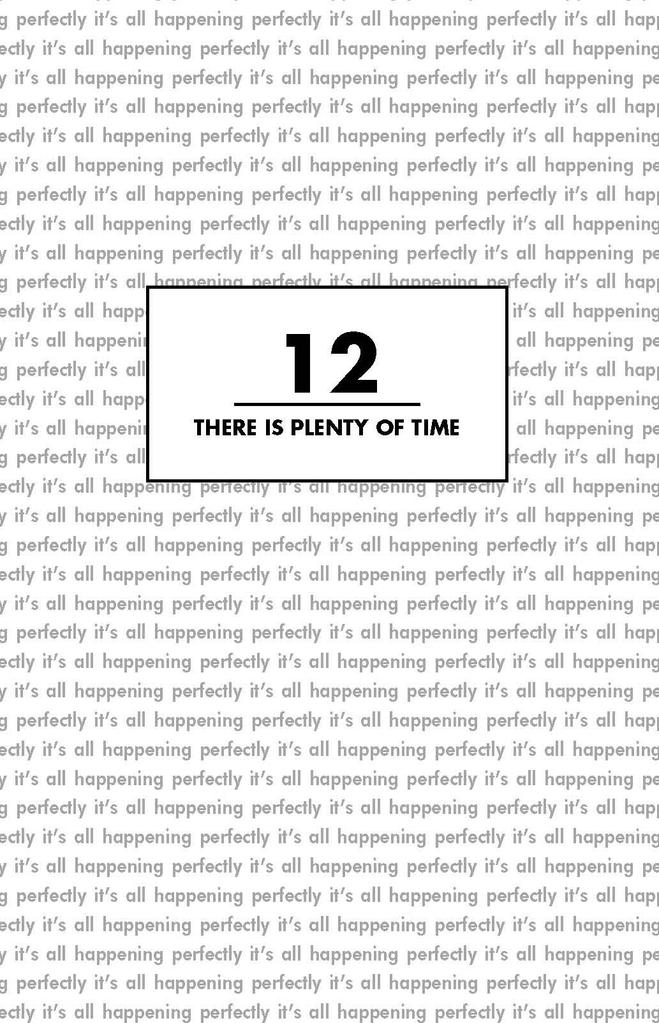 g perfectly it’s all happening perfectly it’s all happening perfectly it’s all hap
ectly it’s all happening perfectly it’s all happening perfectly it’s all happening
y it’s all happening perfectly it’s all happening perfectly it’s all happening pe
g perfectly it’s all happening perfectly it’s all happening perfectly it’s all hap
ectly it’s all happening perfectly it’s all happening perfectly it’s all happening
y it’s all happening perfectly it’s all happening perfectly it’s all happening pe
g perfectly it’s all happening perfectly it’s all happening perfectly it’s all hap
ectly it’s all happening perfectly it’s all happening perfectly it’s all happening
y it’s all happening perfectly it’s all happening perfectly it’s all happening pe
g perfectly it’s all happening perfectly it’s all happening perfectly it’s all hap
ectly it’s all happ it’s all happening
y it’s all happeni all happening pe
g perfectly it’s all rfectly it’s all hap
ectly it’s all happ it’s all happening
y it’s all happeni all happening pe
g perfectly it’s all rfectly it’s all hap
12
THERE IS PLENTY OF TIME
ectly it’s all happening perfectly it’s all happening perfectly it’s all happening
y it’s all happening perfectly it’s all happening perfectly it’s all happening pe
g perfectly it’s all happening perfectly it’s all happening perfectly it’s all hap
ectly it’s all happening perfectly it’s all happening perfectly it’s all happening
y it’s all happening perfectly it’s all happening perfectly it’s all happening pe
g perfectly it’s all happening perfectly it’s all happening perfectly it’s all hap
ectly it’s all happening perfectly it’s all happening perfectly it’s all happening
y it’s all happening perfectly it’s all happening perfectly it’s all happening pe
g perfectly it’s all happening perfectly it’s all happening perfectly it’s all hap
ectly it’s all happening perfectly it’s all happening perfectly it’s all happening
y it’s all happening perfectly it’s all happening perfectly it’s all happening pe
g perfectly it’s all happening perfectly it’s all happening perfectly it’s all hap
ectly it’s all happening perfectly it’s all happening perfectly it’s all happening
y it’s all happening perfectly it’s all happening perfectly it’s all happening pe
g perfectly it’s all happening perfectly it’s all happening perfectly it’s all hap
ectly it’s all happening perfectly it’s all happening perfectly it’s all happening
y it’s all happening perfectly it’s all happening perfectly it’s all happening pe
g perfectly it’s all happening perfectly it’s all happening perfectly it’s all hap
ectly it’s all happening perfectly it’s all happening perfectly it’s all happening